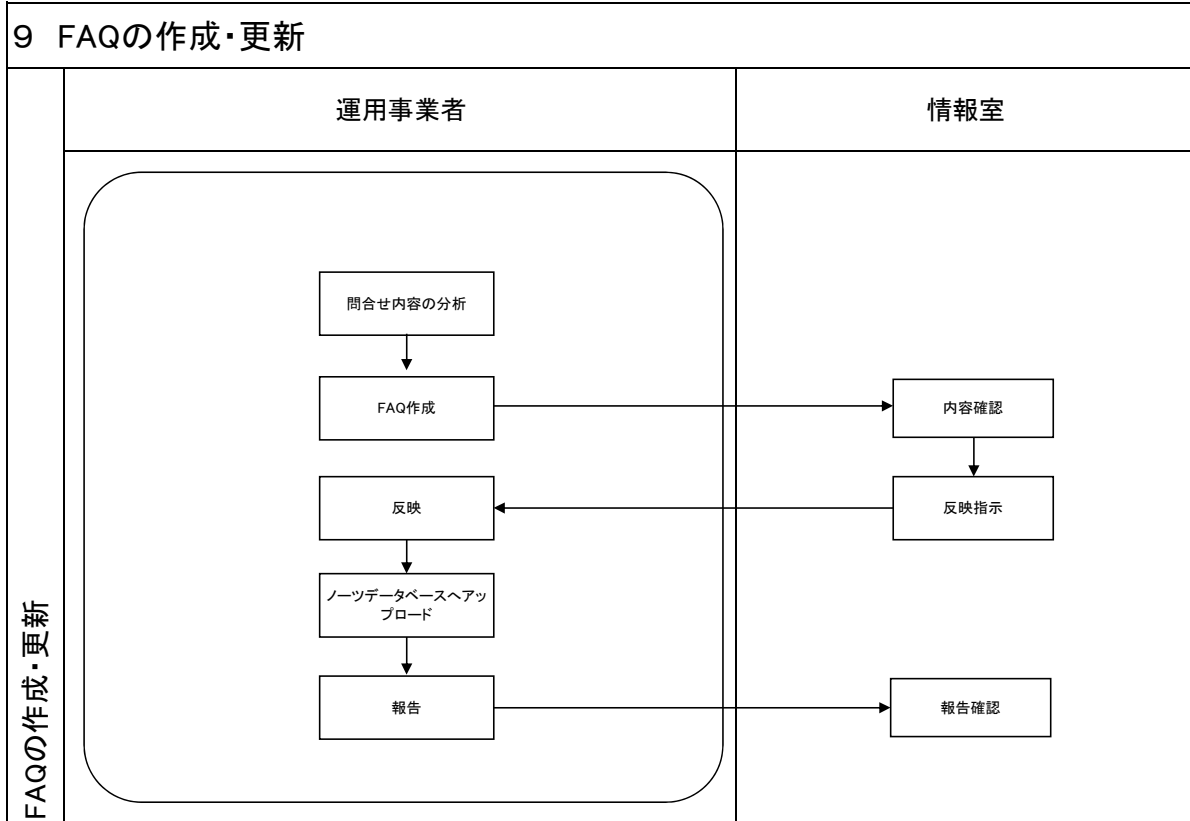 ９ FAQの作成・更新
運用事業者
情報室
問合せ内容の分析
FAQ作成
内容確認
反映
反映指示
ノーツデータベースへアッ
プロード
報告
報告確認
FAQの作成・更新